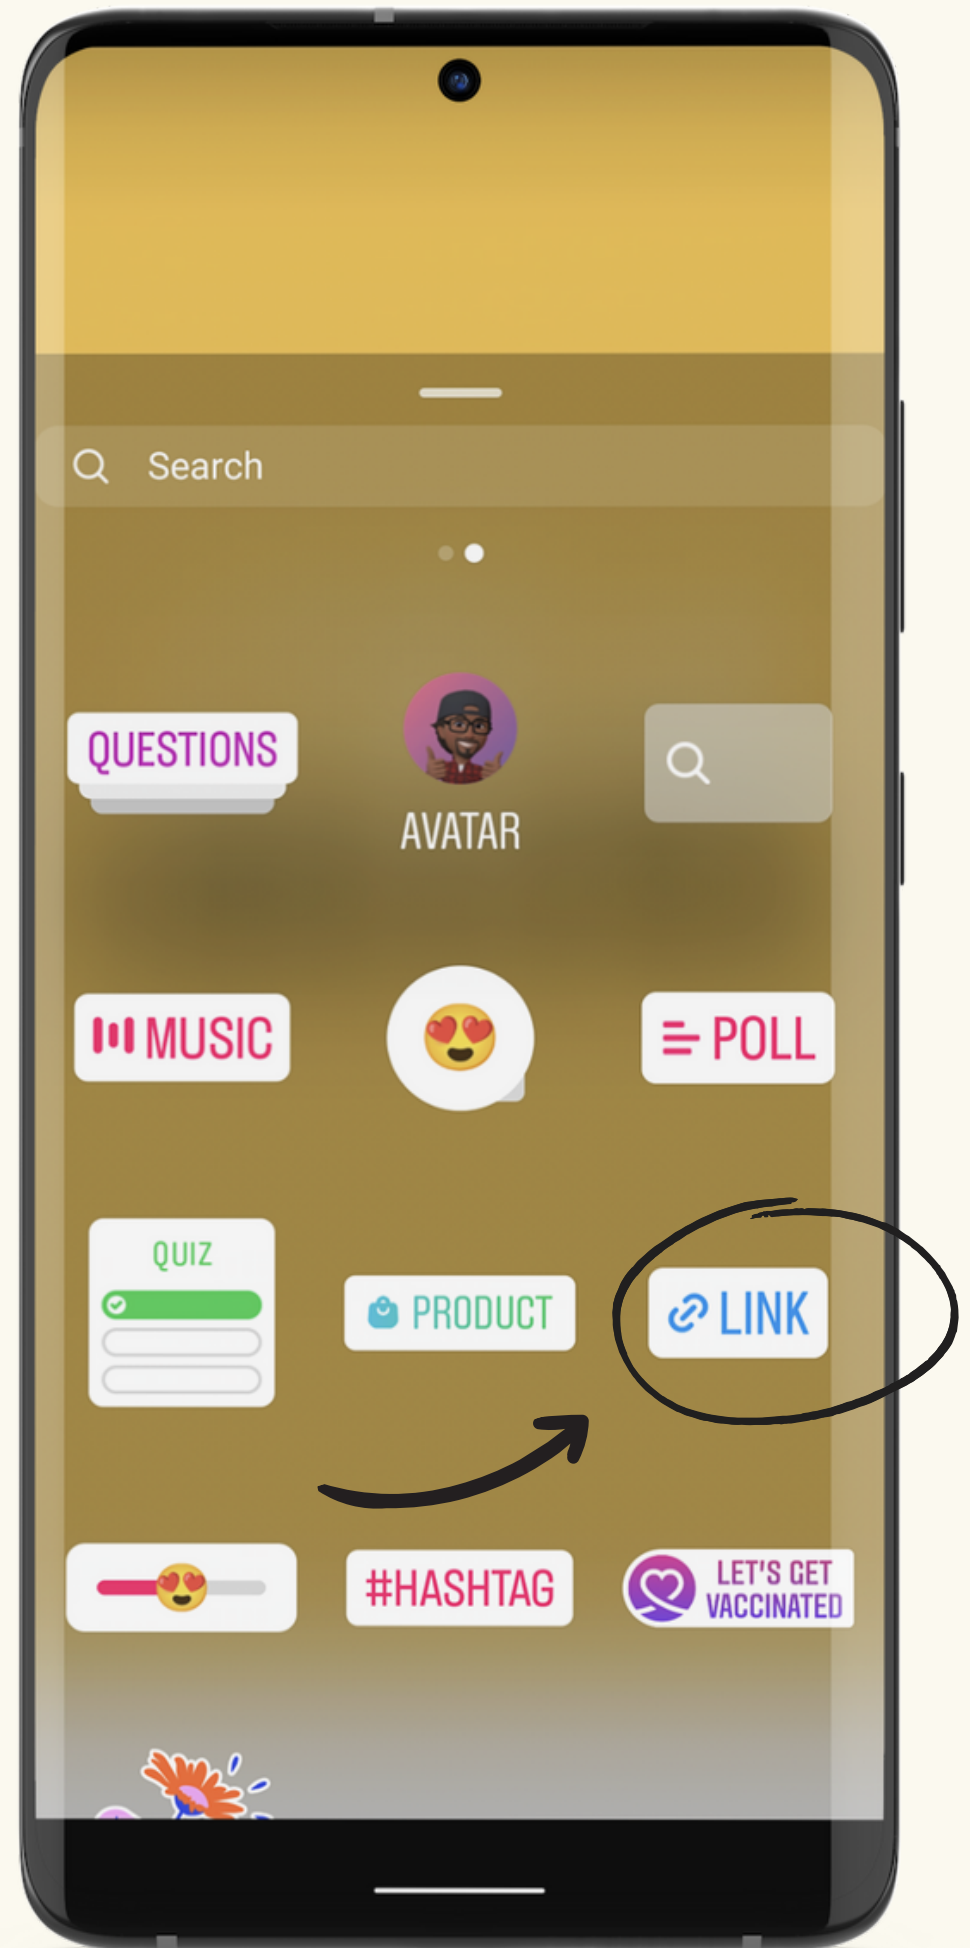 Search
QUESTIONS
AVATAR
MUSIC
POLL
QUIZ
PRODUCT
LINK
#HASHTAG
LET'S GET
VACCINATED